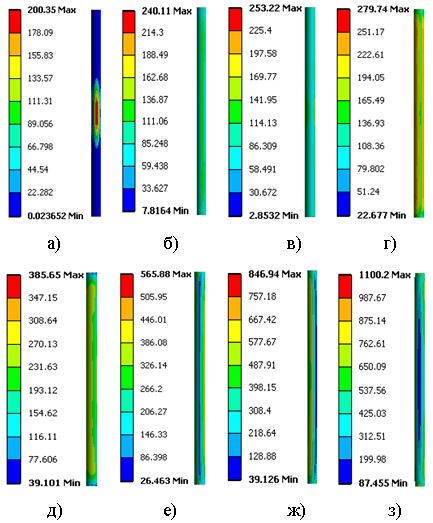 200.35 Max
178.09
155.83
133.57
111.31
89.056
66.798
44.54
22.282
0.023652 Min
а)
240.11 Max
214.3
188.49
162.68
136.87
111.06
85.248
59.438
33.627
7.8164 Min
б)
253.22 Max
225.4
197.58
169.77
141.95
114.13
86.309
58.491
30.672
2.8532 Min
в)
279.74 Max
251.17
222.61
194.05
165.49
136.93
108.36
79.802
51.24
22.677 Min
г)
385.65 Max
347.15
308.64
270.13
231.63
193.12
154.62
116.11
77.606
39.101 Min
д)
565.88 Max
505.95
446.01
386.08
326.14
266.2
206.27
146.33
86.398
26.463 Min
е)
846.94 Max
757.18
667.42
577.67
487.91
398.15
308.4
218.64
128.88
39.126 Min
ж)
1100.2 Max
987.67
875.14
762.61
650.09
537.56
425.03
312.51
199.98
87.455 Min
з)